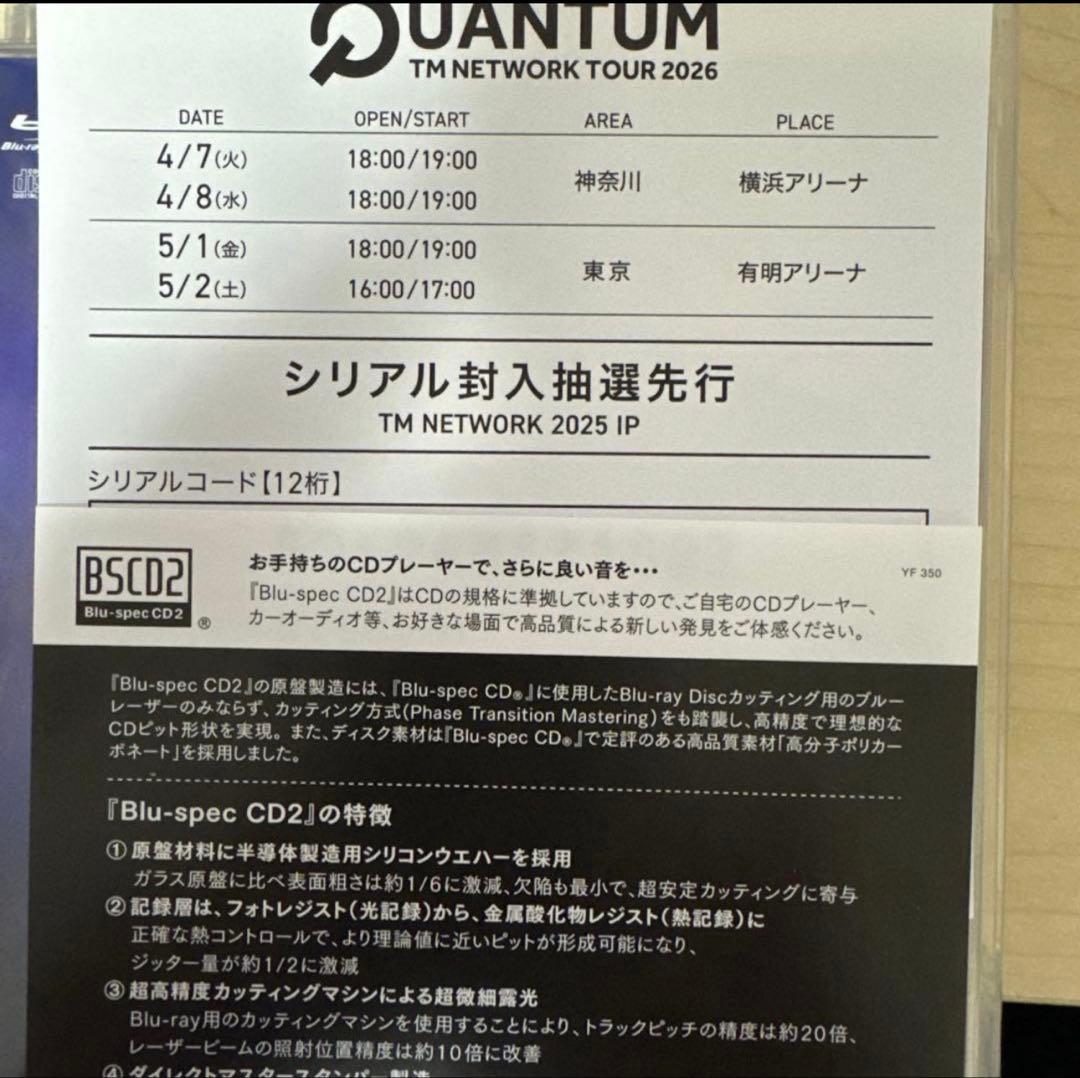 QUANTUM
TM NETWORK TOUR 2026
DATE OPEN/START AREA PLACE
4/7(火) 18:00/19:00 神奈川 横浜アリーナ
4/8(水) 18:00/19:00
5/1(金) 18:00/19:00 東京 有明アリーナ
5/2(土) 16:00/17:00
シリアル封入抽選先行
TM NETWORK 2025 IP
シリアルコード【12桁】
BSCD2
Blu-spec CD2
®
お手持ちのCDプレーヤーで、さらに良い音を・・・
YF 350
『Blu-spec CD2』はCDの規格に準拠していますので、ご自宅のCDプレーヤー、
カーオーディオ等、お好きな場面で高品質による新しい発見をご体感ください。
『Blu-spec CD2』の原盤製造には、『Blu-spec CD®』に使用したBlu-ray Discカッティング用のブルー
レーザーのみならず、カッティング方式(Phase Transition Mastering)をも踏襲し、高精度で理想的な
CDピット形状を実現。また、ディスク素材は『Blu-spec CD®』で定評のある高品質素材「高分子ポリカー
ボネート」を採用しました。
『Blu-spec CD2』の特徴
①原盤材料に半導体製造用シリコンウエハーを採用
ガラス原盤に比べ表面粗さは約1/6に激減、欠陥も最小で、超安定カッティングに寄与
②記録層は、フォトレジスト(光記録)から、金属酸化物レジスト(熱記録)に
正確な熱コントロールで、より理論値に近いピットが形成可能になり、
ジッター量が約1/2に激減
③超高精度カッティングマシンによる超微細露光
Blu-ray用のカッティングマシンを使用することにより、トラックピッチの精度は約20倍、
レーザービームの照射位置精度は約10倍に改善
④ダイレクトマスタースタンパー製造